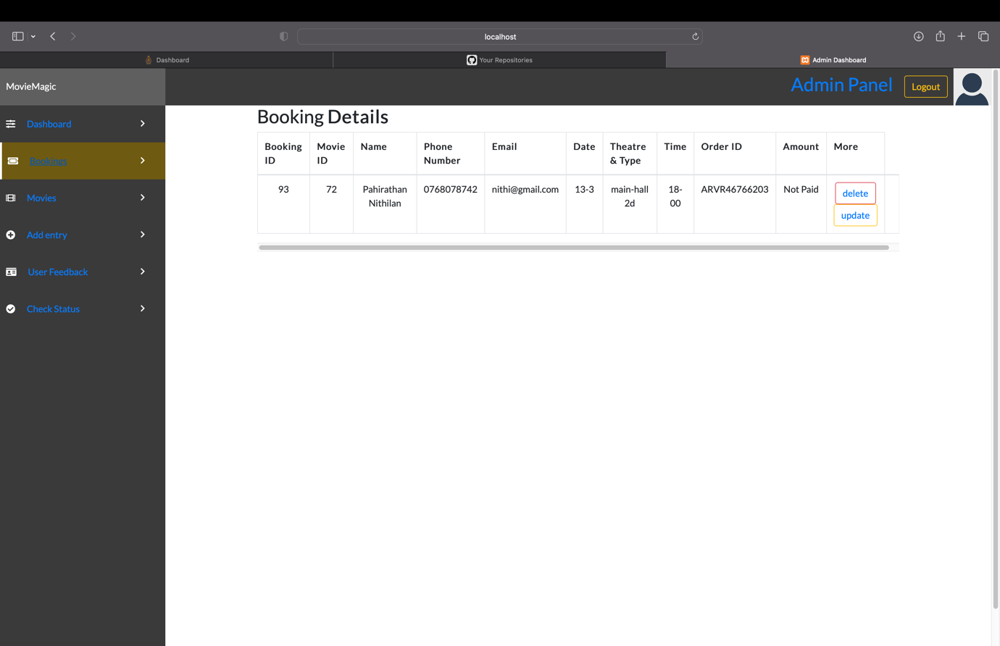 localhost
Dashboard
Your Repositories
Admin Dashboard
MovieMagic
Admin Panel
Logout
Dashboard
Bookings
Movies
Add entry
User Feedback
Check Status
Booking Details
Booking ID Movie ID Name Phone Number Email Date Theatre & Type Time Order ID Amount More
93 72 Pahirathan Nithilan 0768078742 nithi@gmail.com 13-3 main-hall 2d 18-00 ARVR46766203 Not Paid delete
update